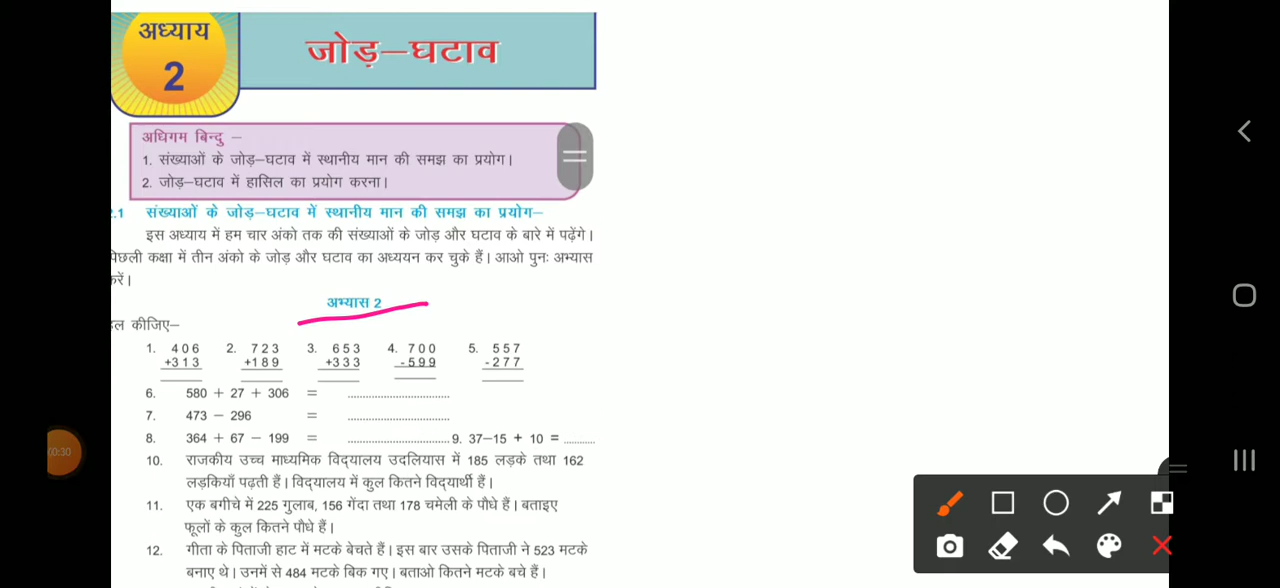 अध्याय
2
जोड़–घटाव
अधिगम बिन्दु –
1. संख्याओं के जोड़–घटाव में स्थानीय मान की समझ का प्रयोग।
2. जोड़–घटाव में हासिल का प्रयोग करना।
.1 संख्याओं के जोड़–घटाव में स्थानीय मान की समझ का प्रयोग–
इस अध्याय में हम चार अंको तक की संख्याओं के जोड़ और घटाव के बारे में पढ़ेंगे।
पिछली कक्षा में तीन अंको के जोड़ और घटाव का अध्ययन कर चुके हैं। आओ पुनः अभ्यास
करें।
अभ्यास 2
हल कीजिए–
1. 406 2. 723 3. 653 4. 700 5. 557
+313 +189 +333 -599 -277
6. 580 + 27 + 306 = ..................................
7. 473 – 296 = ..................................
8. 364 + 67 – 199 = .................................. 9. 37–15 + 10 = ...........
10. राजकीय उच्च माध्यमिक विद्यालय उदलियास में 185 लड़के तथा 162
लड़कियाँ पढ़ती हैं। विद्यालय में कुल कितने विद्यार्थी हैं।
11. एक बगीचे में 225 गुलाब, 156 गेंदा तथा 178 चमेली के पौधे हैं। बताइए
फूलों के कुल कितने पौधे हैं।
12. गीता के पिताजी हाट में मटके बेचते हैं। इस बार उसके पिताजी ने 523 मटके
बनाए थे। उनमें से 484 मटके बिक गए। बताओ कितने मटके बचे हैं।
00:30